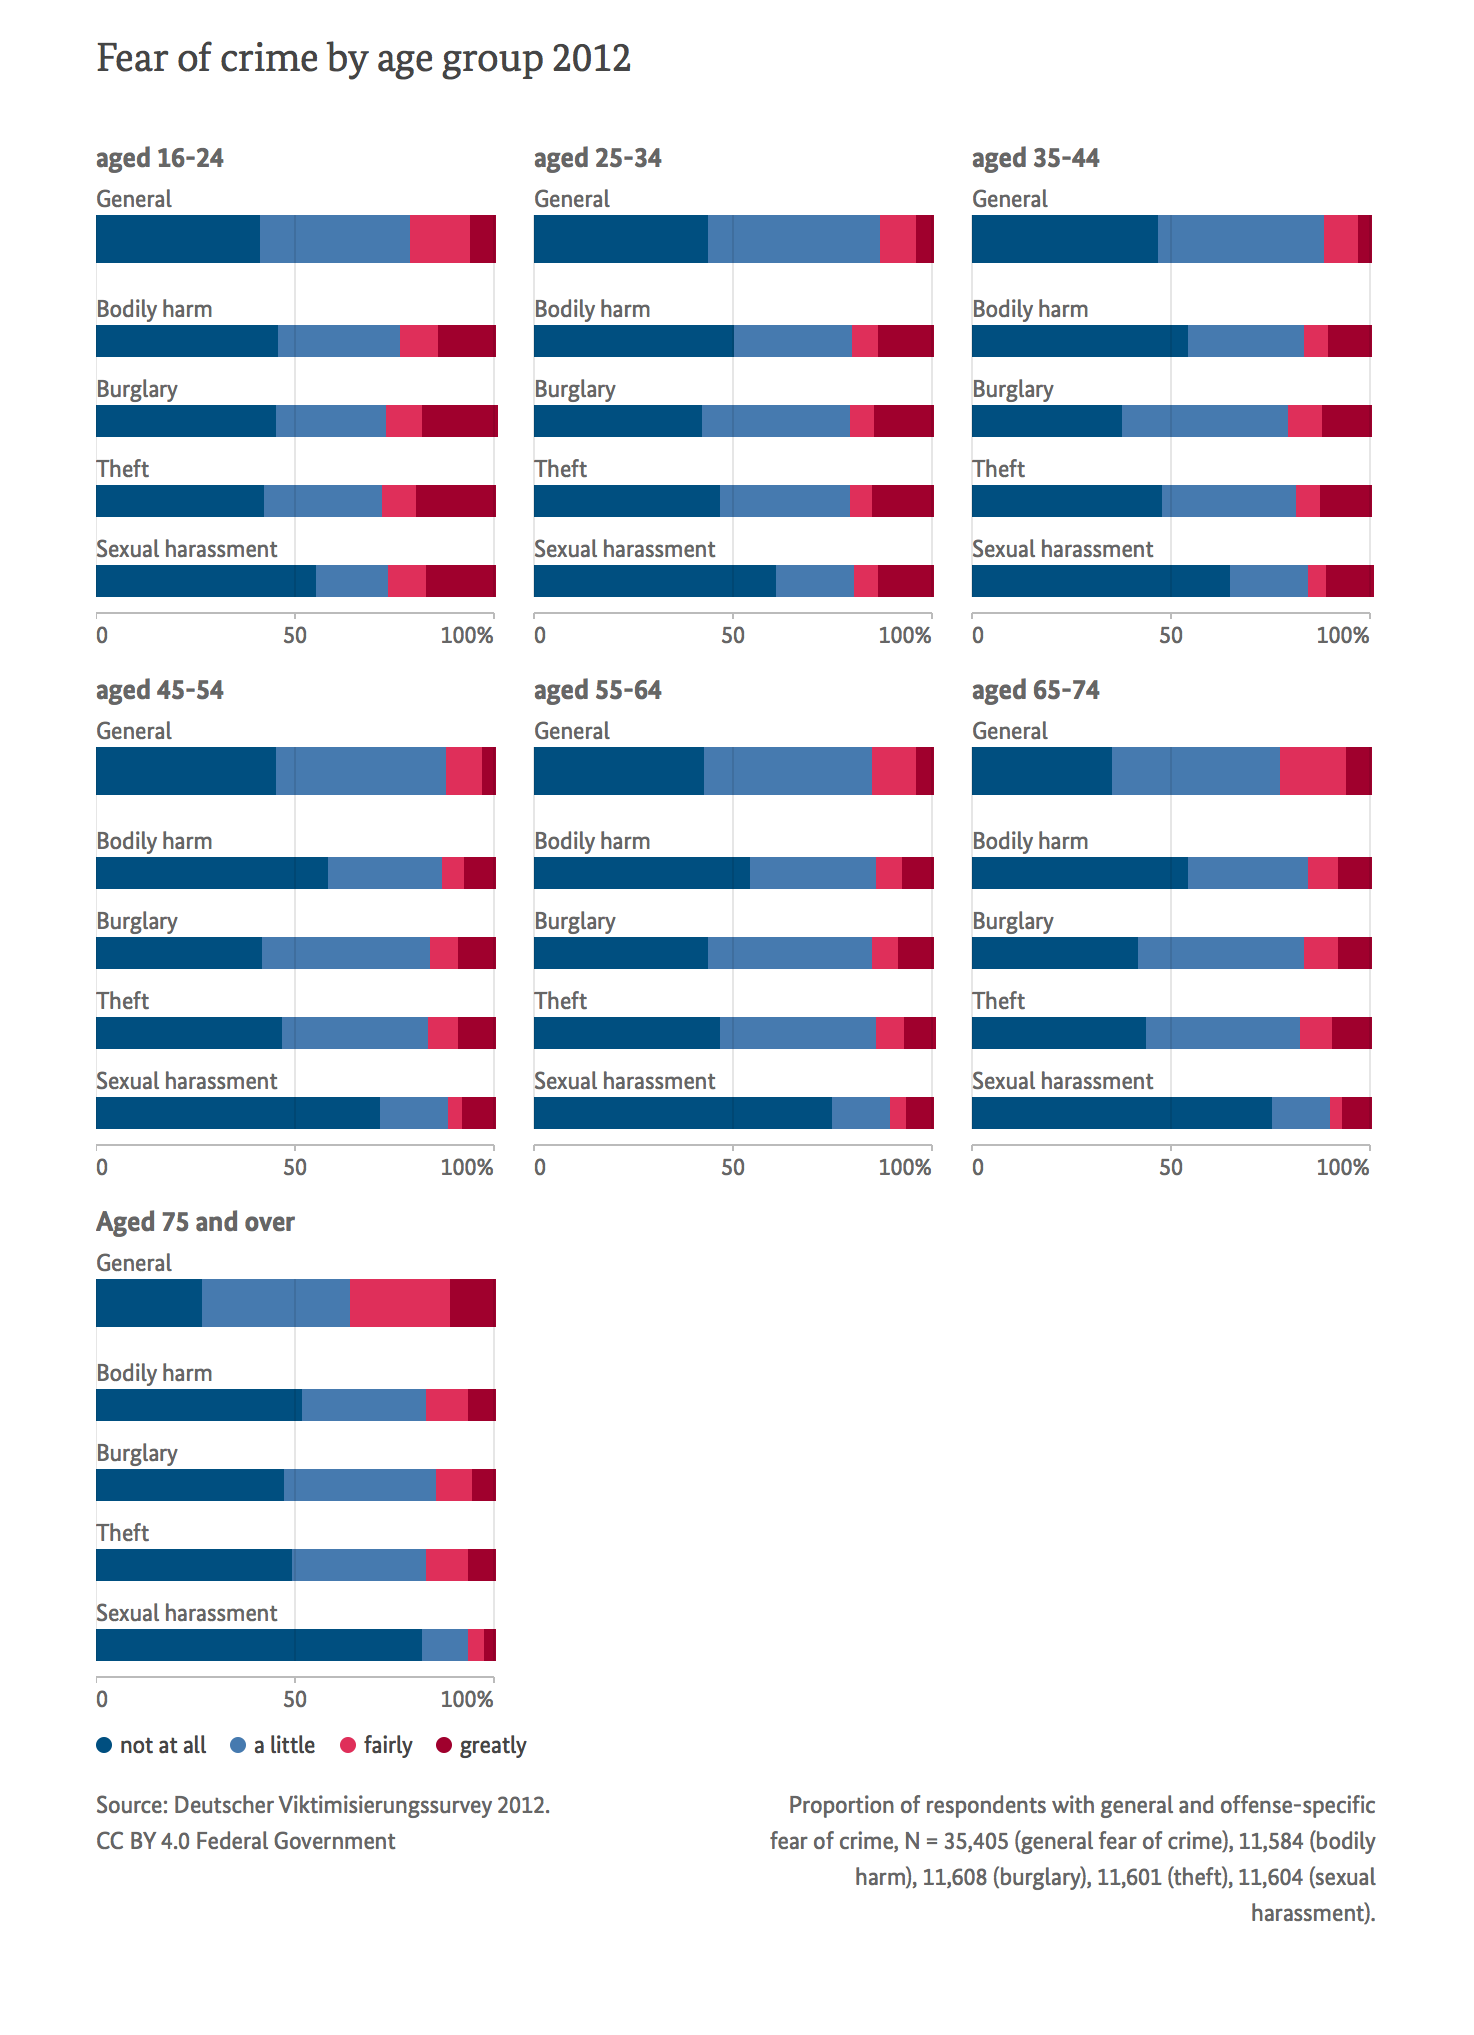 Fear of crime by age group 2012
aged 16-24
General
Bodily harm
Burglary
Theft
Sexual harassment
0 50 100%
aged 25-34
General
Bodily harm
Burglary
Theft
Sexual harassment
0 50 100%
aged 35-44
General
Bodily harm
Burglary
Theft
Sexual harassment
0 50 100%
aged 45-54
General
Bodily harm
Burglary
Theft
Sexual harassment
0 50 100%
aged 55-64
General
Bodily harm
Burglary
Theft
Sexual harassment
0 50 100%
aged 65-74
General
Bodily harm
Burglary
Theft
Sexual harassment
0 50 100%
Aged 75 and over
General
Bodily harm
Burglary
Theft
Sexual harassment
0 50 100%
not at all a little fairly greatly
Source: Deutscher Viktimisierungssurvey 2012.
CC BY 4.0 Federal Government
Proportion of respondents with general and offense-specific
fear of crime, N = 35,405 (general fear of crime), 11,584 (bodily
harm), 11,608 (burglary), 11,601 (theft), 11,604 (sexual
harassment).